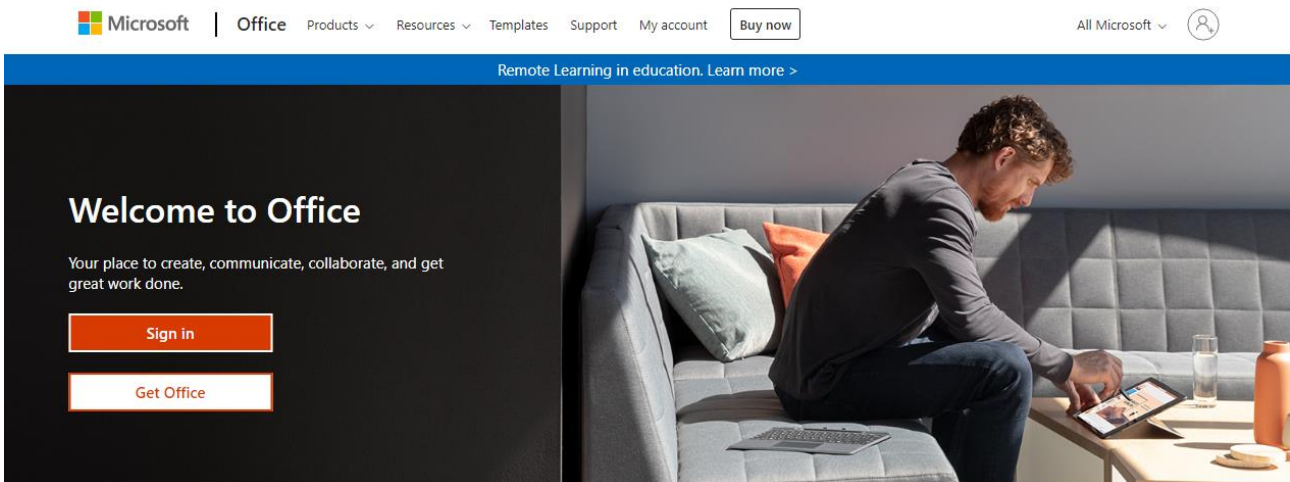 Microsoft Office Products Resources Templates Support My account Buy now All Microsoft
Remote Learning in education. Learn more >
Welcome to Office
Your place to create, communicate, collaborate, and get
great work done.
Sign in
Get Office